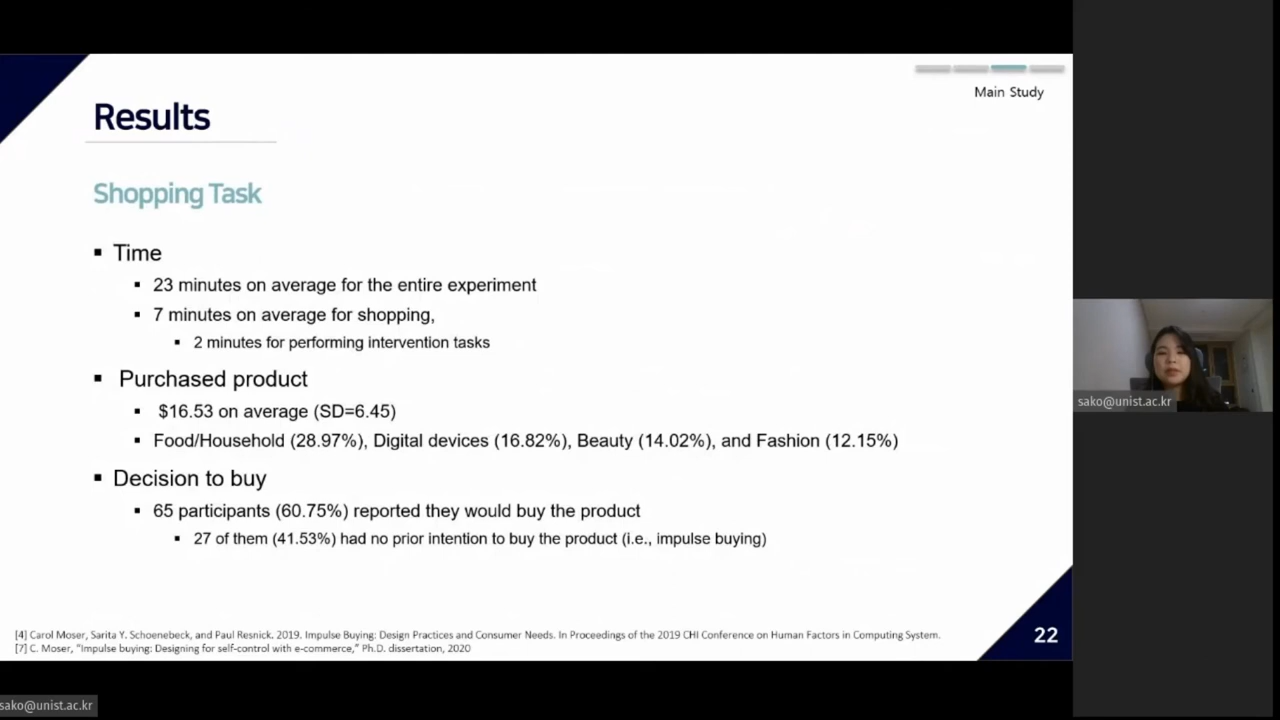 Main Study
Results
Shopping Task
▪ Time
▪ 23 minutes on average for the entire experiment
▪ 7 minutes on average for shopping,
▪ 2 minutes for performing intervention tasks
▪ Purchased product
▪ $16.53 on average (SD=6.45)
▪ Food/Household (28.97%), Digital devices (16.82%), Beauty (14.02%), and Fashion (12.15%)
▪ Decision to buy
▪ 65 participants (60.75%) reported they would buy the product
▪ 27 of them (41.53%) had no prior intention to buy the product (i.e., impulse buying)
[4] Carol Moser, Sarita Y. Schoenebeck, and Paul Resnick. 2019. Impulse Buying: Design Practices and Consumer Needs. In Proceedings of the 2019 CHI Conference on Human Factors in Computing System.
[7] C. Moser, "Impulse buying: Designing for self-control with e-commerce," Ph.D. dissertation, 2020
22
sako@unist.ac.kr
sako@unist.ac.kr